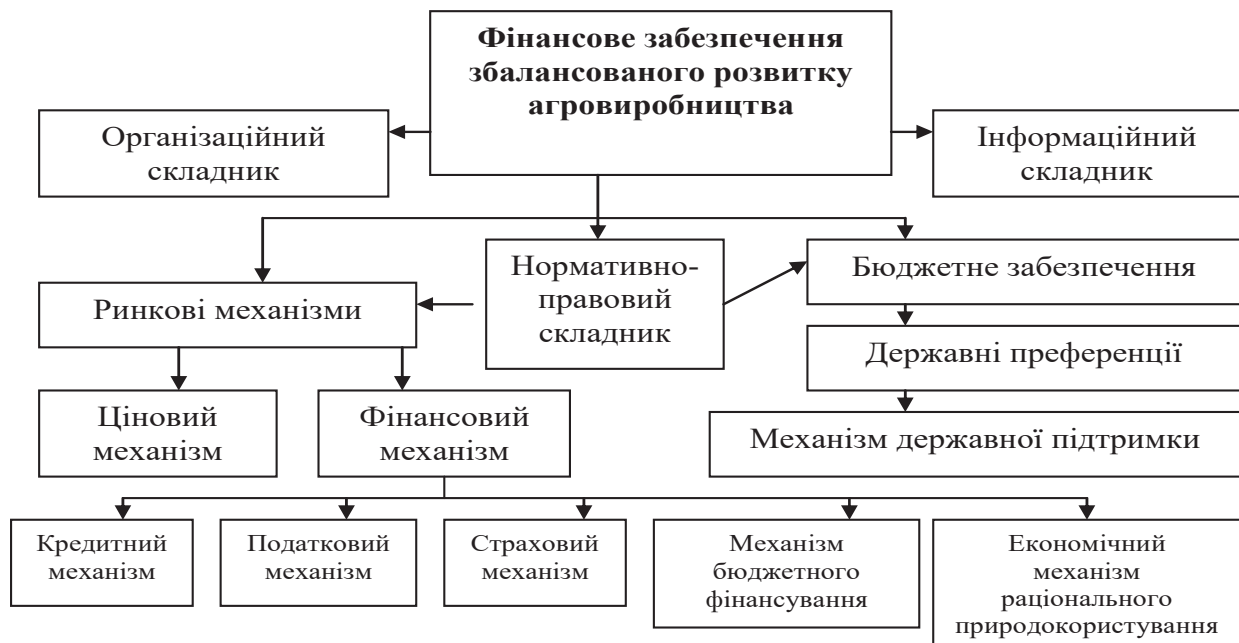 Фінансове забезпечення
збалансованого розвитку
агровиробництва
Організаційний
складник
Інформаційний
складник
Нормативно-
правовий
складник
Бюджетне забезпечення
Ринкові механізми
Державні преференції
Ціновий
механізм
Фінансовий
механізм
Механізм державної підтримки
Кредитний
механізм
Податковий
механізм
Страховий
механізм
Механізм
бюджетного
фінансування
Економічний
механізм
раціонального
природокористування